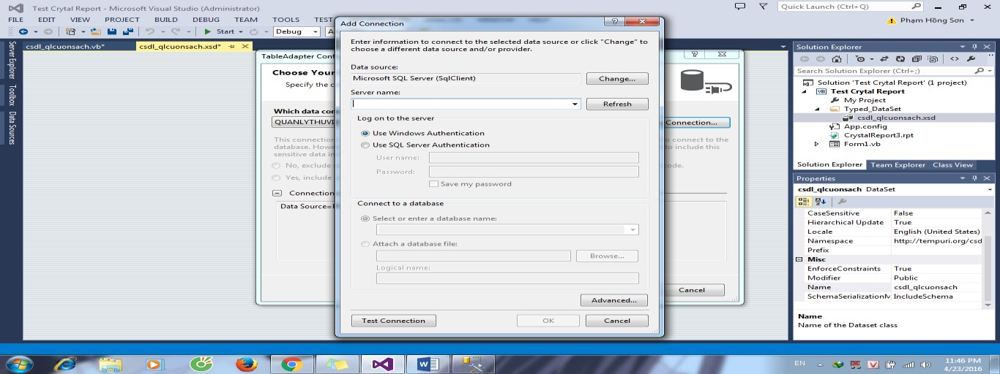 Test Crytal Report - Microsoft Visual Studio (Administrator)
Quick Launch (Ctrl+Q)
FILE EDIT VIEW PROJECT BUILD DEBUG TEAM TOOLS TEST
Phạm Hồng Sơn
Start Debug
csdl_qlcuonsach.vb* csdl_qlcuonsach.xsd*
Server Explorer
Toolbox
Data Sources
TableAdapter Conf
Choose Your
Specify the c
Which data con
QUANLYTHUVI
Connection...
This connection
connect to the
database. Howe
to include this
sensitive data in
No, exclude
ode.
Yes, include
Connection
Data Source=
Cancel
Add Connection
Enter information to connect to the selected data source or click "Change" to
choose a different data source and/or provider.
Data source:
Microsoft SQL Server (SqlClient)
Change...
Server name:
Refresh
Log on to the server
Use Windows Authentication
Use SQL Server Authentication
User name:
Password:
Save my password
Connect to a database
Select or enter a database name:
Attach a database file:
Browse...
Logical name:
Advanced...
Test Connection OK Cancel
Solution Explorer
Search Solution Explorer (Ctrl+;)
Solution 'Test Crytal Report' (1 project)
VB Test Crytal Report
My Project
Typed_DataSet
csdl_qlcuonsach.xsd
App.config
CrystalReport3.rpt
Form1.vb
Solution Explorer Team Explorer Class View
Properties
csdl_qlcuonsach DataSet
CaseSensitive False
Hierarchical Update True
Locale English (United States)
Namespace http://tempuri.org/csd
Prefix
Misc
EnforceConstraints True
Modifier Public
Name csdl_qlcuonsach
SchemaSerializationM IncludeSchema
Name
Name of the Dataset class
EN
11:46 PM
4/23/2016